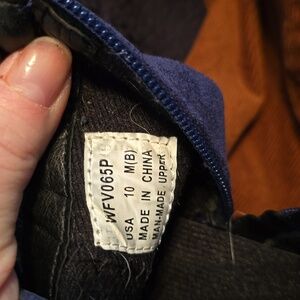 WFV065P
USA 10 M(B)
MADE IN CHINA
MAN-MADE UPPER